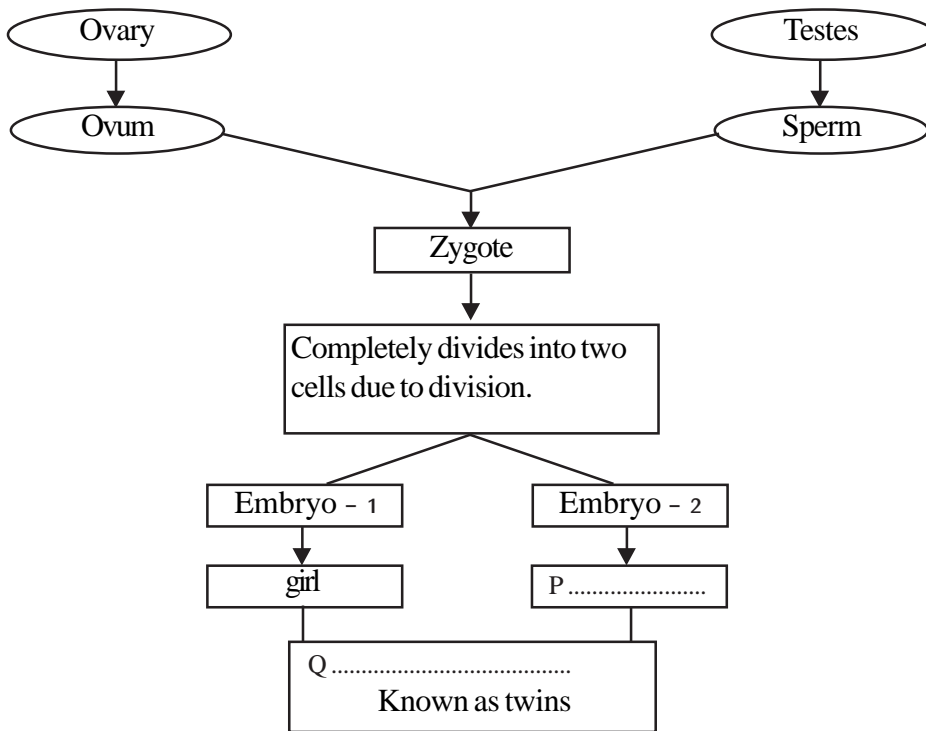 Ovary
Testes
Ovum
Sperm
Zygote
Completely divides into two
cells due to division.
Embryo - 1
Embryo - 2
girl
P .......................
Q ........................................
Known as twins